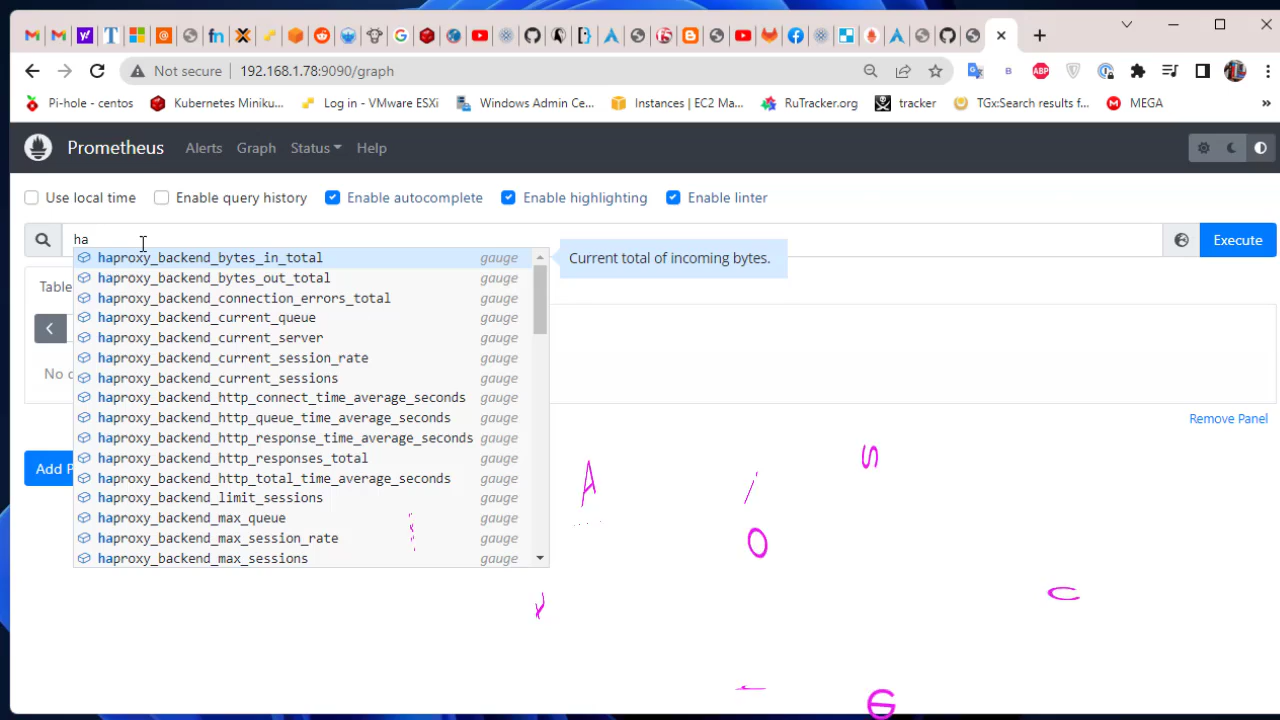 Not secure 192.168.1.78:9090/graph
Pi-hole - centos Kubernetes Miniku... Log in - VMware ESXi Windows Admin Ce... Instances | EC2 Ma... RuTracker.org tracker TGx:Search results f... MEGA »
Prometheus Alerts Graph Status Help
Use local time Enable query history Enable autocomplete Enable highlighting Enable linter
ha Execute
haproxy_backend_bytes_in_total gauge Current total of incoming bytes.
haproxy_backend_bytes_out_total gauge
Table
haproxy_backend_connection_errors_total gauge
haproxy_backend_current_queue gauge
haproxy_backend_current_server gauge
haproxy_backend_current_session_rate gauge
No
haproxy_backend_current_sessions gauge
haproxy_backend_http_connect_time_average_seconds gauge
haproxy_backend_http_queue_time_average_seconds gauge
Remove Panel
haproxy_backend_http_response_time_average_seconds gauge
haproxy_backend_http_responses_total gauge
Add
haproxy_backend_http_total_time_average_seconds gauge
haproxy_backend_limit_sessions gauge
haproxy_backend_max_queue gauge
haproxy_backend_max_session_rate gauge
haproxy_backend_max_sessions gauge